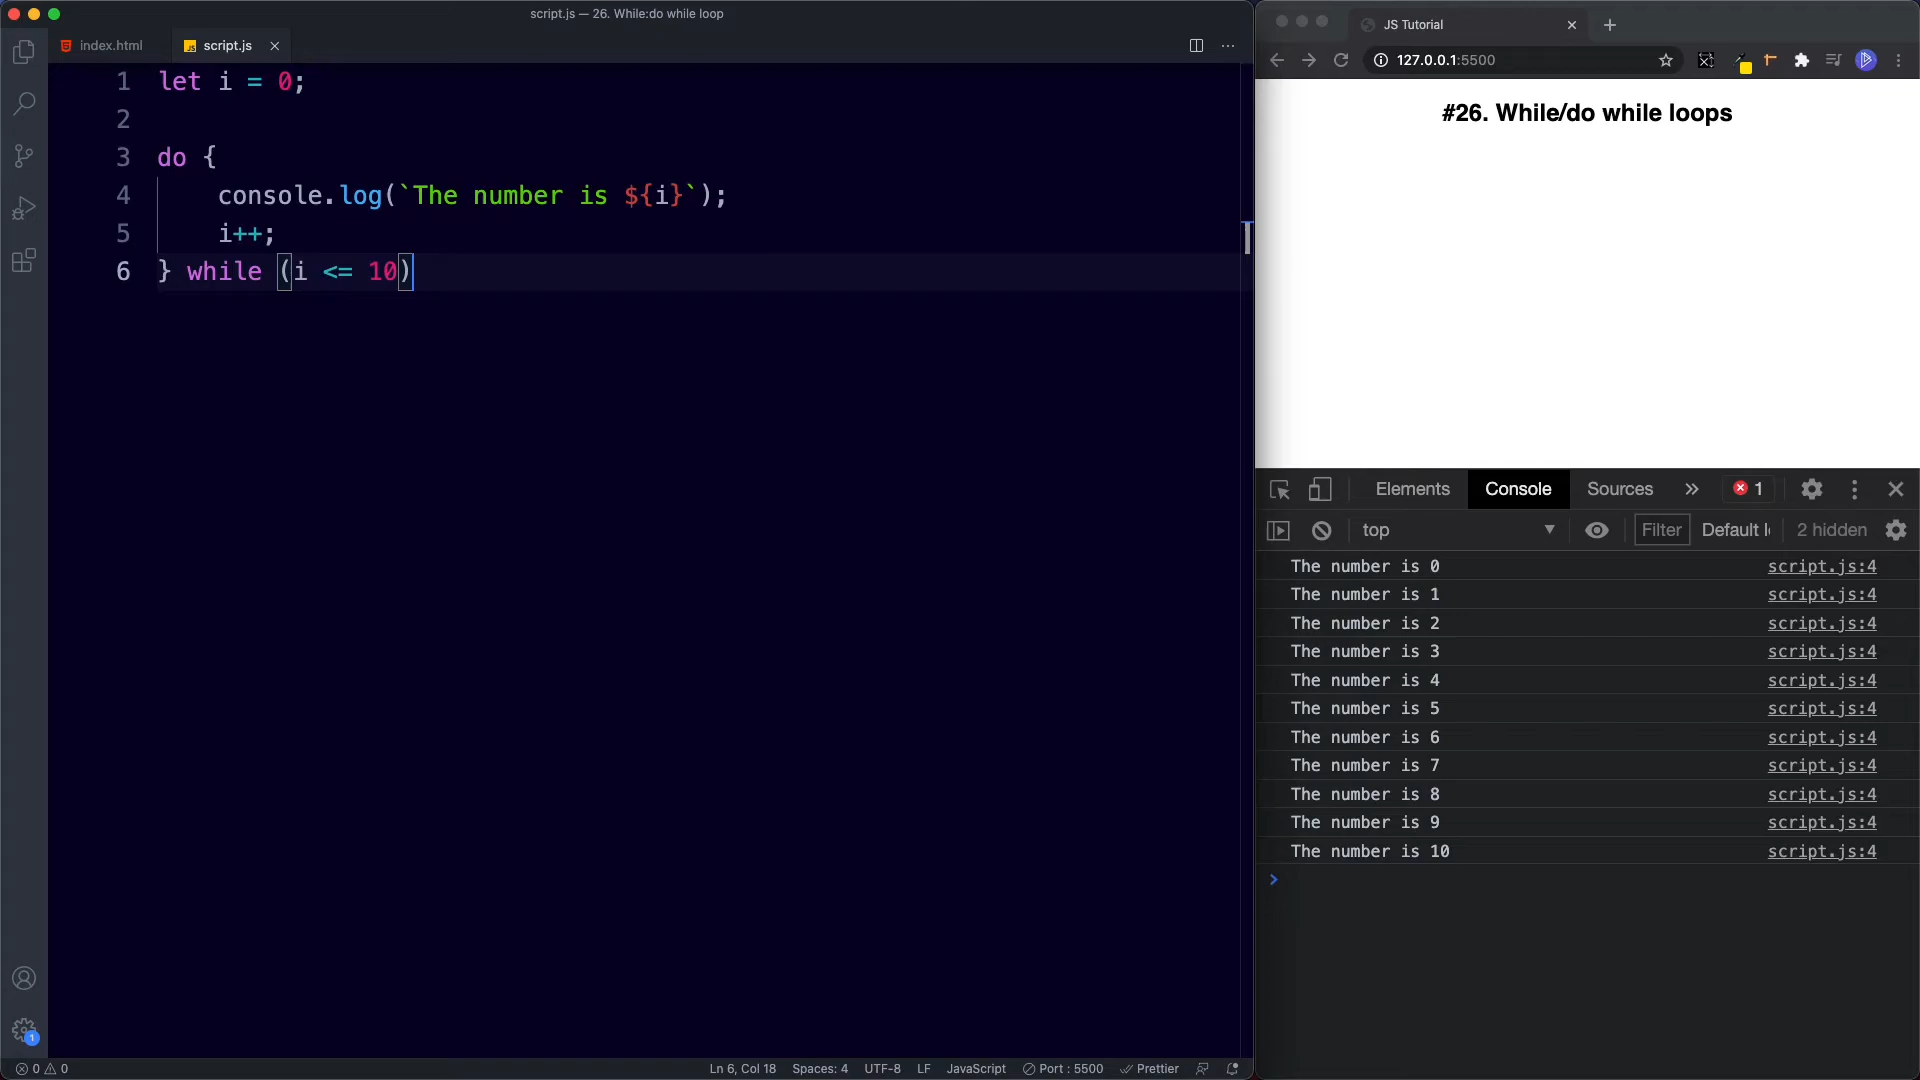 script.js — 26. While:do while loop
index.html
script.js
1 let i = 0;
2
3 do {
4 console.log(`The number is ${i}`);
5 i++;
6 } while (i <= 10)
1
0 0
Ln 6, Col 18 Spaces: 4 UTF-8 LF JavaScript Port : 5500 Prettier
JS Tutorial
127.0.0.1:5500
#26. While/do while loops
Elements Console Sources 1
top Filter Default l 2 hidden
The number is 0 script.js:4
The number is 1 script.js:4
The number is 2 script.js:4
The number is 3 script.js:4
The number is 4 script.js:4
The number is 5 script.js:4
The number is 6 script.js:4
The number is 7 script.js:4
The number is 8 script.js:4
The number is 9 script.js:4
The number is 10 script.js:4